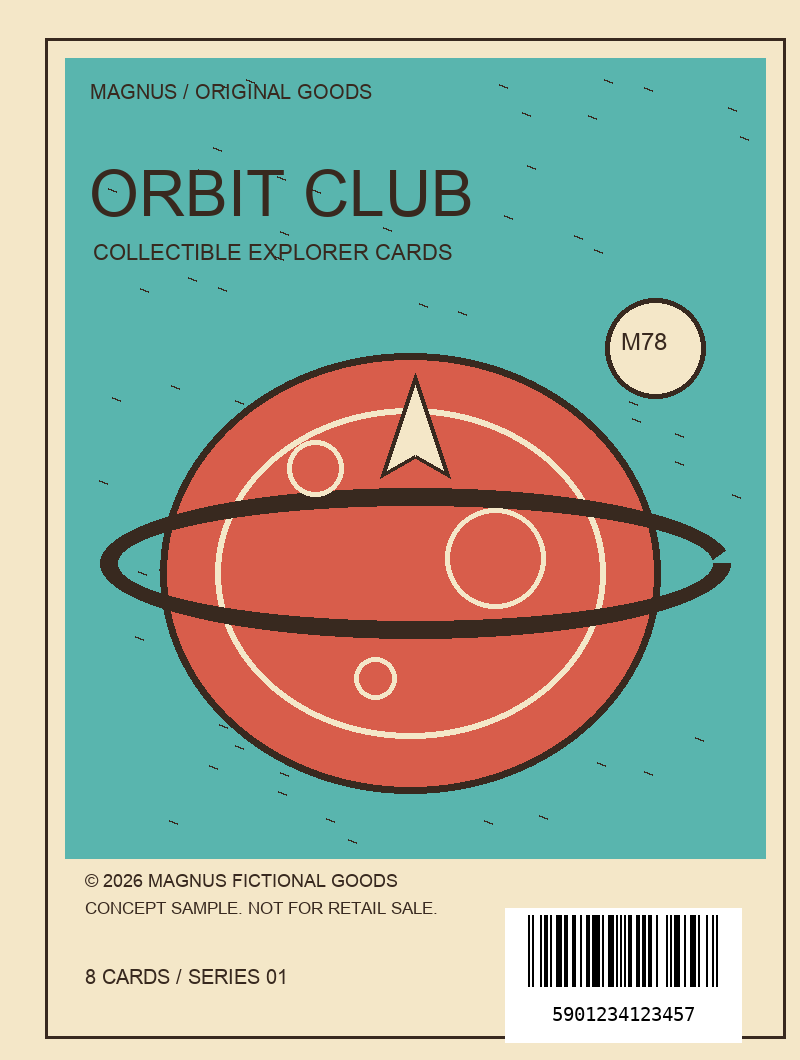 MAGNUS / ORIGINAL GOODS
ORBIT CLUB
COLLECTIBLE EXPLORER CARDS
M78
© 2026 MAGNUS FICTIONAL GOODS
CONCEPT SAMPLE. NOT FOR RETAIL SALE.
8 CARDS / SERIES 01
5901234123457